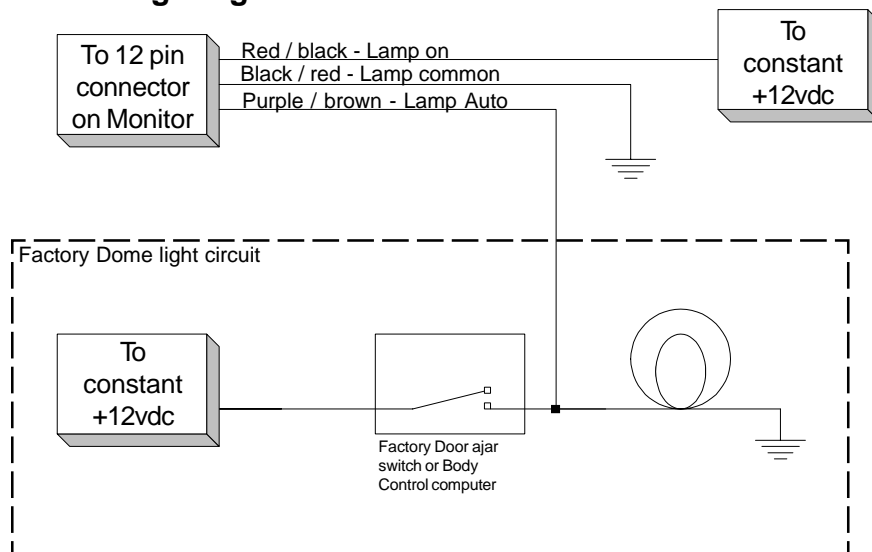 To 12 pin
connector
on Monitor
Red / black - Lamp on
Black / red - Lamp common
Purple / brown - Lamp Auto
To
constant
+12vdc
Factory Dome light circuit
To
constant
+12vdc
Factory Door ajar
switch or Body
Control computer